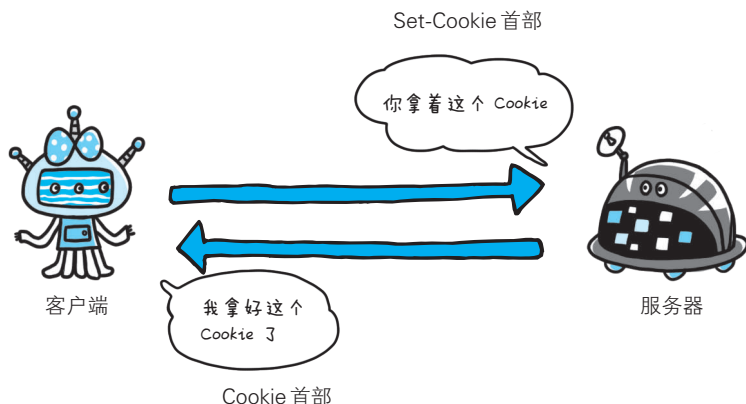 Set-Cookie 首部
你拿着这个 Cookie
客户端
服务器
我拿好这个
Cookie 了
Cookie 首部